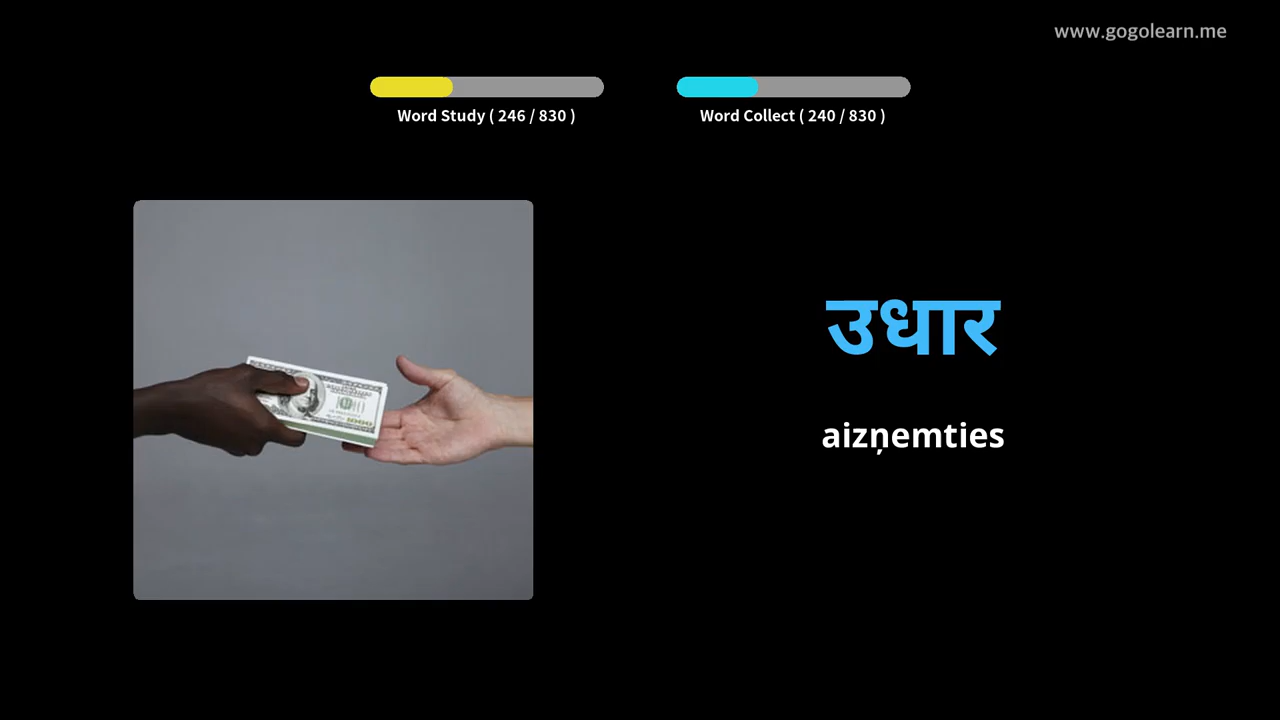 www.gogolearn.me
Word Study ( 246 / 830 )
Word Collect ( 240 / 830 )
उधार
aizņemties